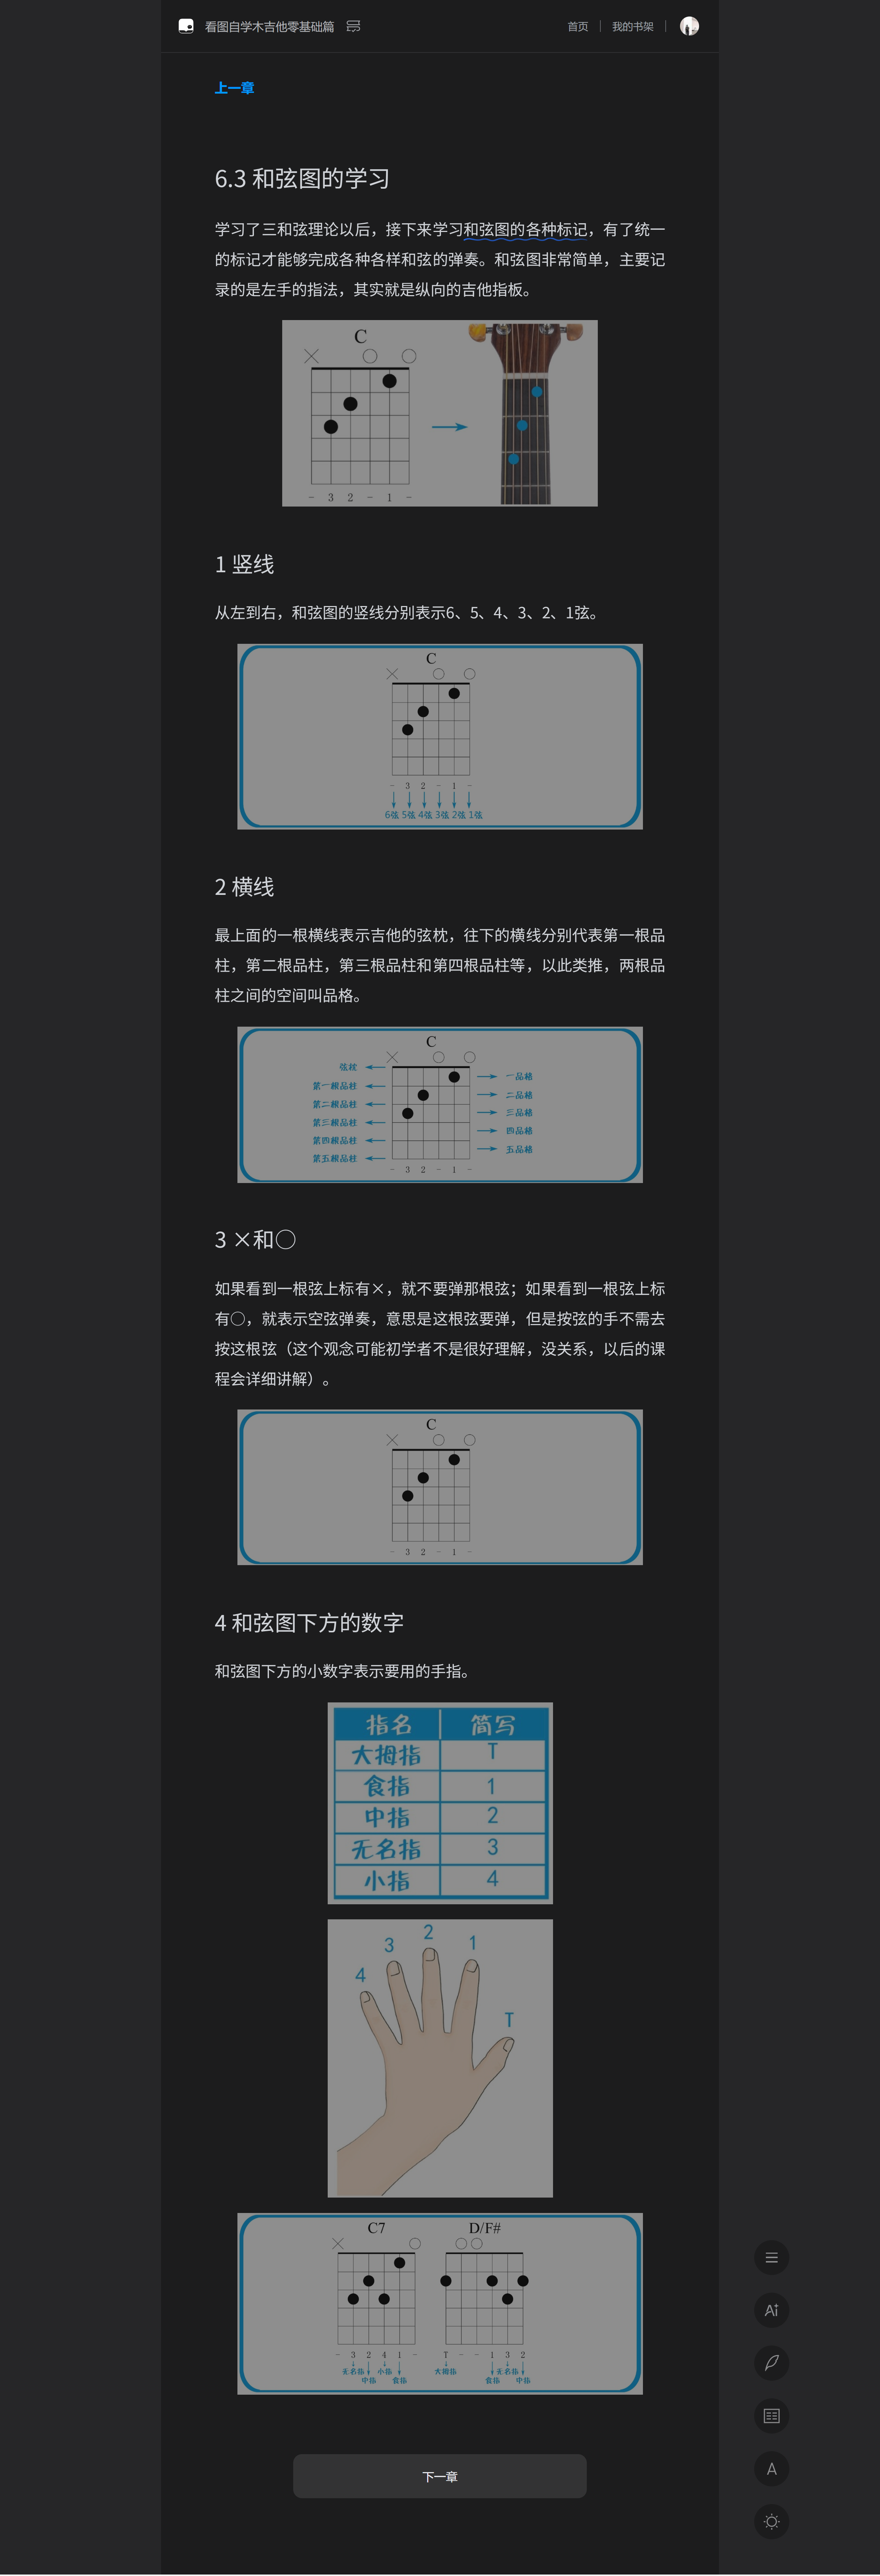 看图自学木吉他零基础篇
首页
我的书架
上一章
6.3 和弦图的学习
学习了三和弦理论以后，接下来学习和弦图的各种标记，有了统一
的标记才能够完成各种各样和弦的弹奏。和弦图非常简单，主要记
录的是左手的指法，其实就是纵向的吉他指板。
C
- 3 2 - 1 -
1 竖线
从左到右，和弦图的竖线分别表示6、5、4、3、2、1弦。
C
- 3 2 - 1 -
6弦 5弦 4弦 3弦 2弦 1弦
2 横线
最上面的一根横线表示吉他的弦枕，往下的横线分别代表第一根品
柱，第二根品柱，第三根品柱和第四根品柱等，以此类推，两根品
柱之间的空间叫品格。
C
弦枕
第一根品柱
第二根品柱
第三根品柱
第四根品柱
第五根品柱
一品格
二品格
三品格
四品格
五品格
- 3 2 - 1 -
3 ×和○
如果看到一根弦上标有×，就不要弹那根弦；如果看到一根弦上标
有○，就表示空弦弹奏，意思是这根弦要弹，但是按弦的手不需去
按这根弦（这个观念可能初学者不是很好理解，没关系，以后的课
程会详细讲解）。
C
- 3 2 - 1 -
4 和弦图下方的数字
和弦图下方的小数字表示要用的手指。
指名 简写
大拇指 T
食指 1
中指 2
无名指 3
小指 4
4 3 2 1 T
C7
- 3 2 4 1 -
无名指 小指
中指 食指
D/F#
T - - 1 3 2
大拇指 无名指
食指 中指
下一章